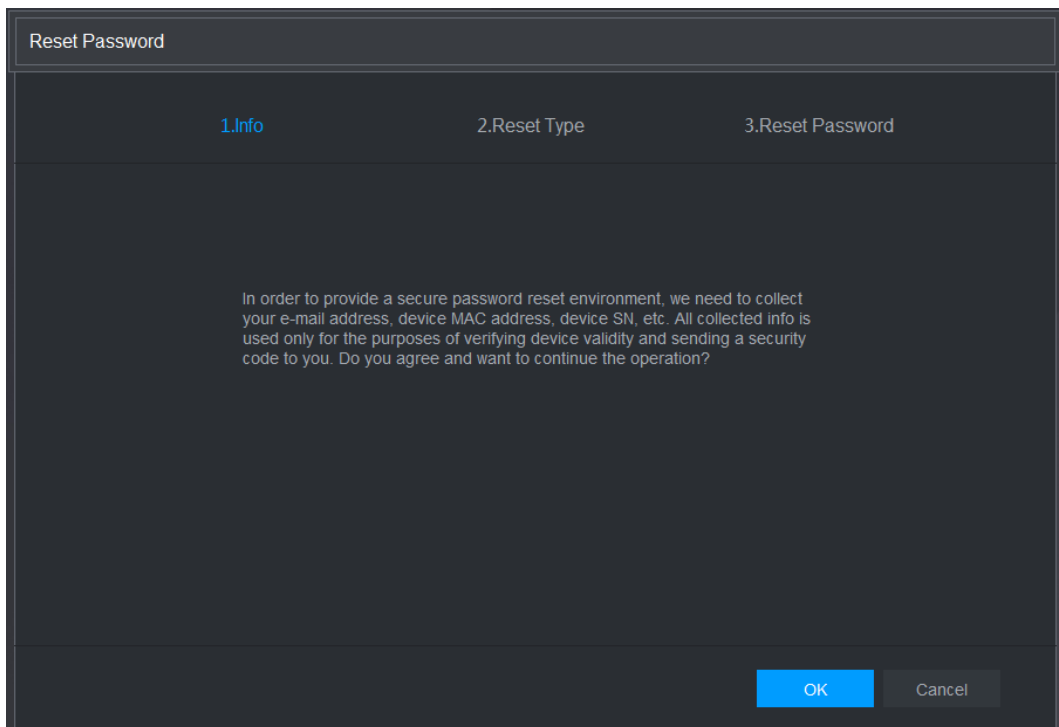 Reset Password
1.Info
2.Reset Type
3.Reset Password
In order to provide a secure password reset environment, we need to collect
your e-mail address, device MAC address, device SN, etc. All collected info is
used only for the purposes of verifying device validity and sending a security
code to you. Do you agree and want to continue the operation?
OK
Cancel